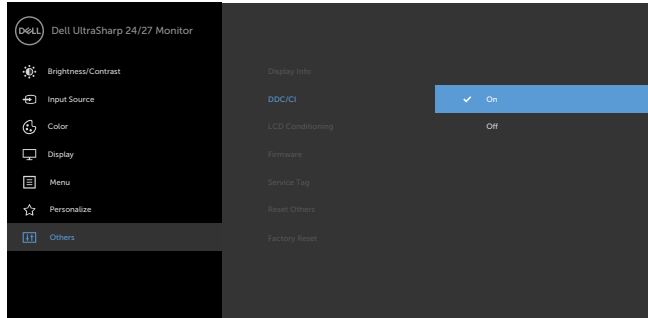 DELL Dell UltraSharp 24/27 Monitor
Brightness/Contrast Display Info
Input Source DDC/CI On
Color LCD Conditioning Off
Display Firmware
Menu Service Tag
Personalize Reset Others
Others Factory Reset